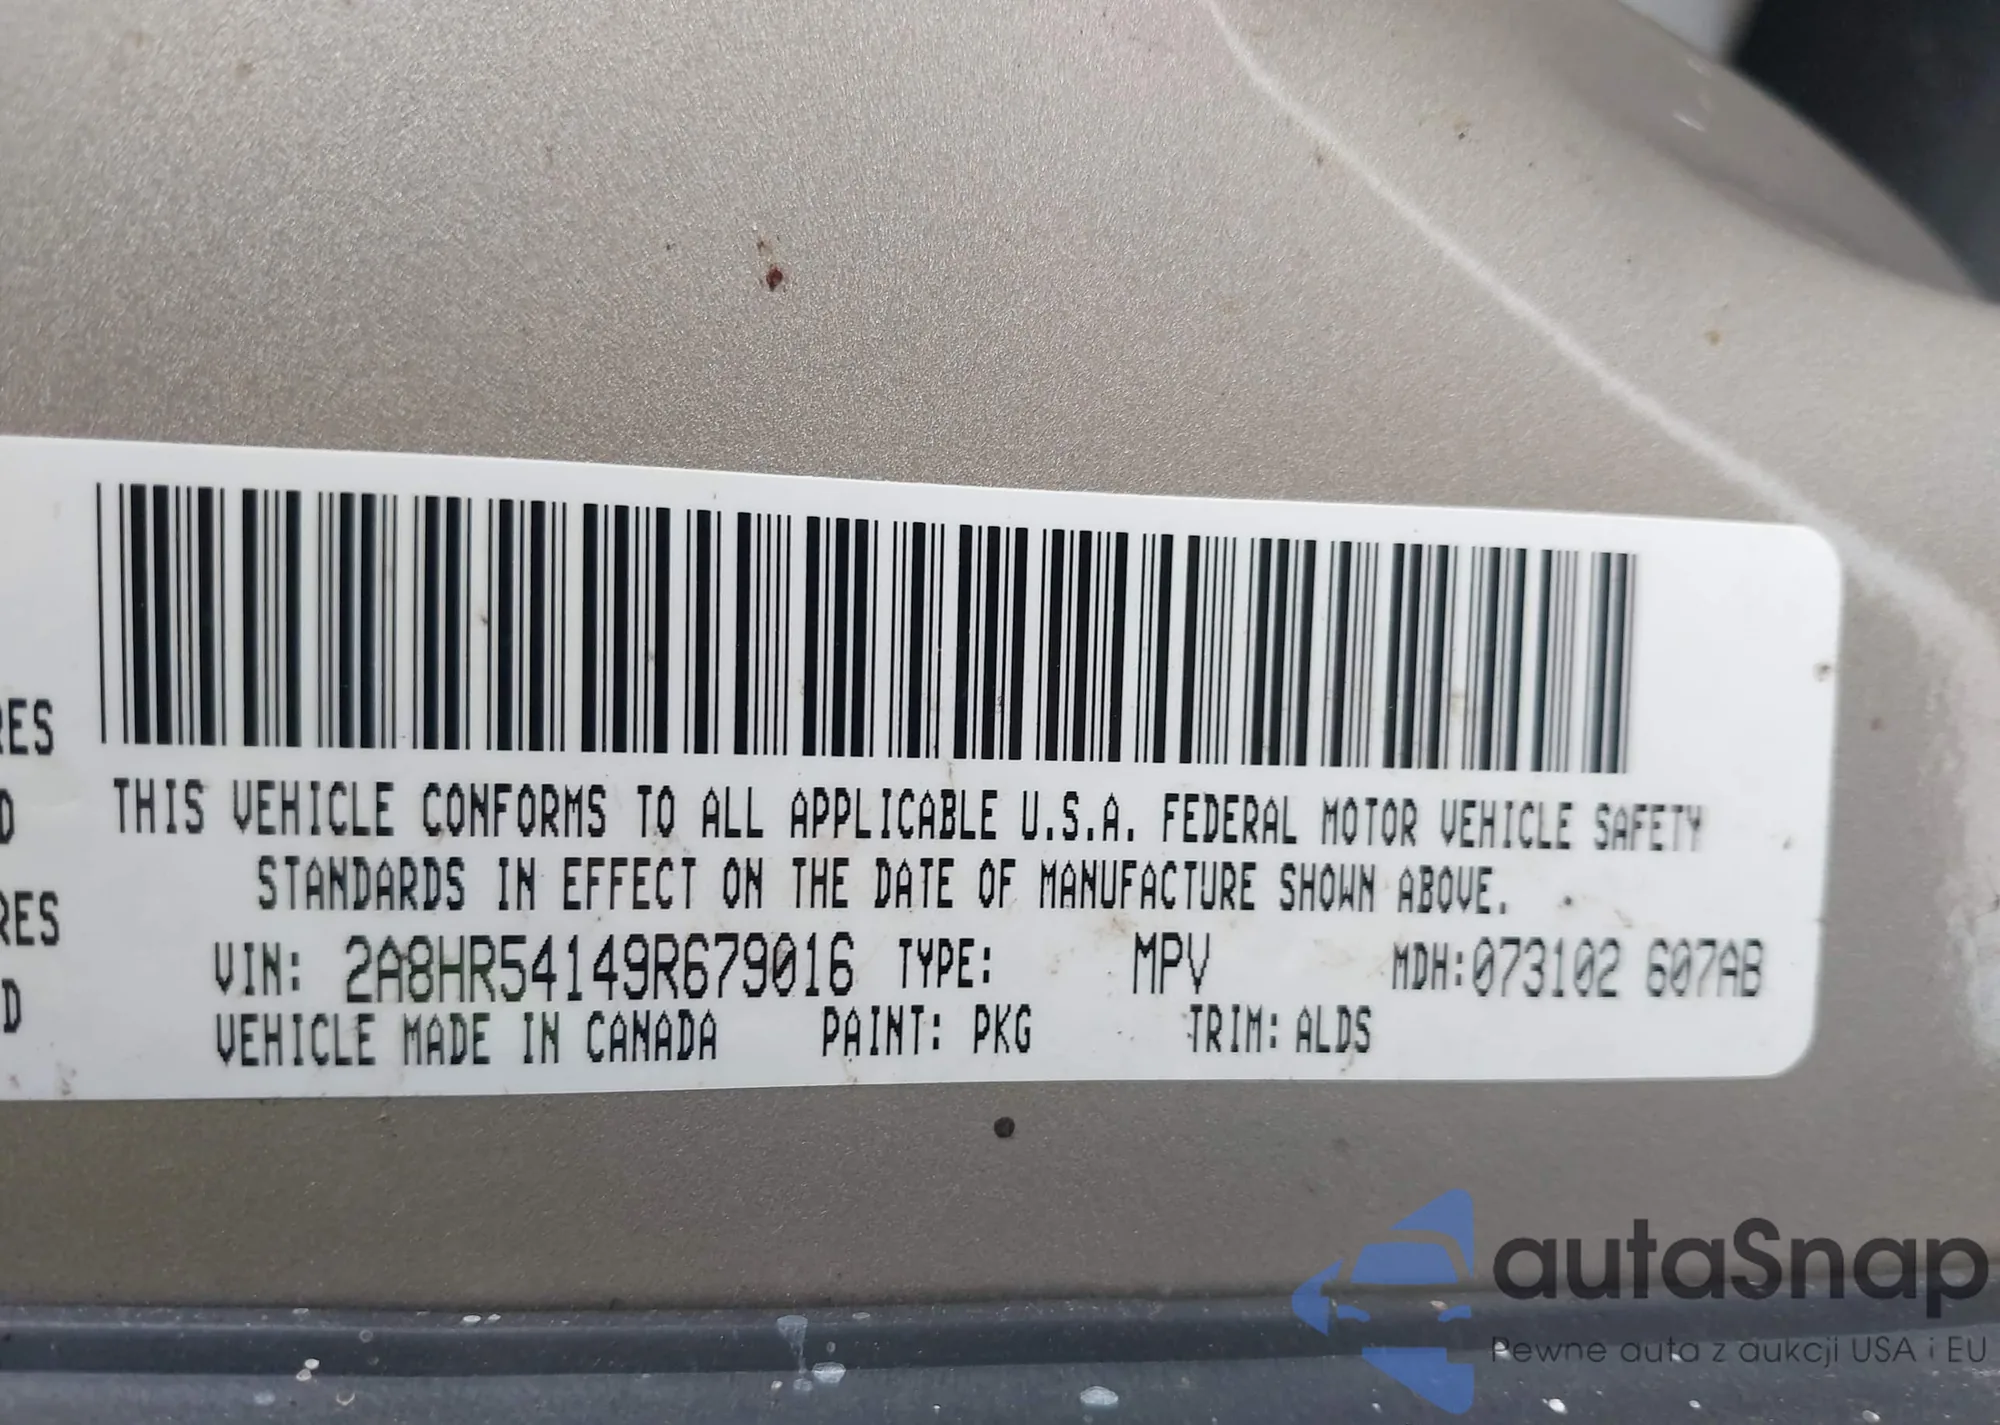 RES
D
RES
D
THIS VEHICLE CONFORMS TO ALL APPLICABLE U.S.A. FEDERAL MOTOR VEHICLE SAFETY
STANDARDS IN EFFECT ON THE DATE OF MANUFACTURE SHOWN ABOVE.
VIN: 2A8HR54149R679016 TYPE: MPV MDH:073102 607AB
VEHICLE MADE IN CANADA PAINT: PKG TRIM: ALDS
autaSnap
Pewne auta z aukcji USA i EU